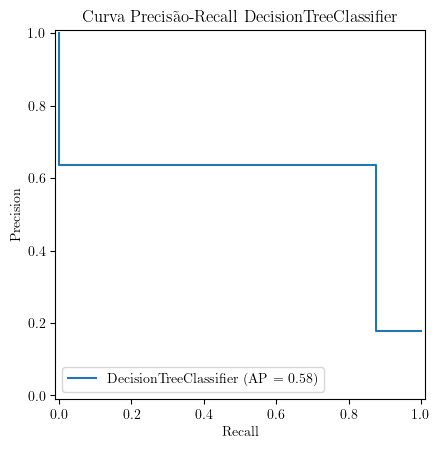 Curva Precisão-Recall DecisionTreeClassifier
1.0
0.8
0.6
0.4
0.2
0.0
Precision
DecisionTreeClassifier (AP = 0.58)
0.0 0.2 0.4 0.6 0.8 1.0
Recall